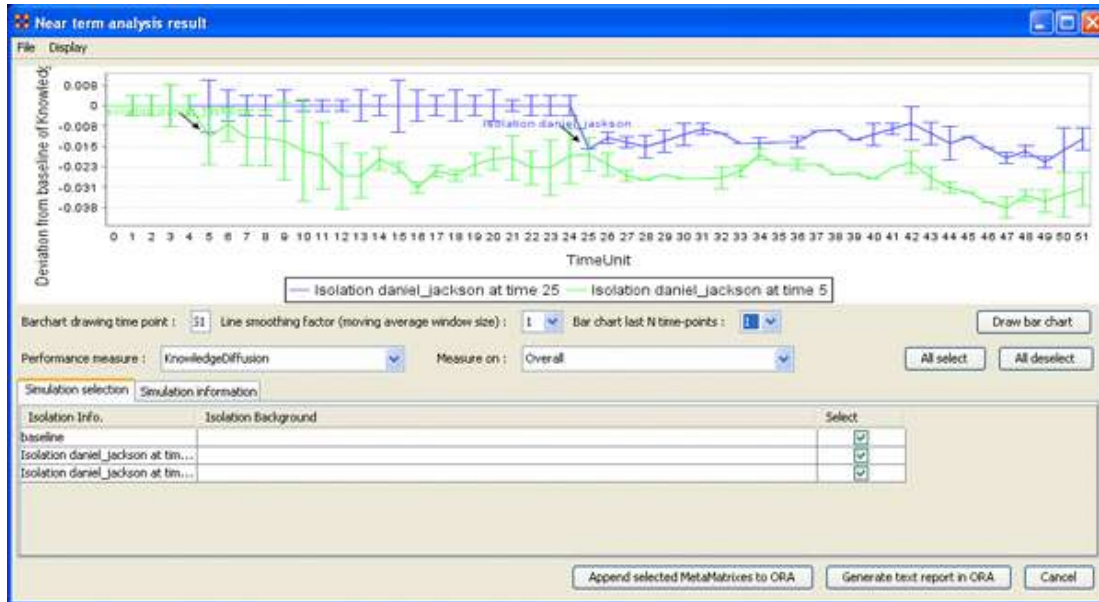 Near term analysis result
File Display
Deviation from baseline of Knowledg
0.008
0
-0.008
-0.015
-0.023
-0.031
-0.038
Isolation daniel_jackson
0 1 2 3 4 5 6 7 8 9 10 11 12 13 14 15 16 17 18 19 20 21 22 23 24 25 26 27 28 29 30 31 32 33 34 35 36 37 38 39 40 41 42 43 44 45 46 47 48 49 50 51
TimeUnit
Isolation daniel_jackson at time 25 Isolation daniel_jackson at time 5
Barchart drawing time point : 51 Line smoothing factor (moving average window size) : 1 Bar chart last N time-points : 1 Draw bar chart
Performance measure : KnowledgeDiffusion Measure on : Overall All select All deselect
Simulation selection Simulation information
Isolation Info. Isolation Background Select
baseline
Isolation daniel_jackson at tim...
Isolation daniel_jackson at tim...
Append selected MetaMatrixes to ORA Generate text report in ORA Cancel